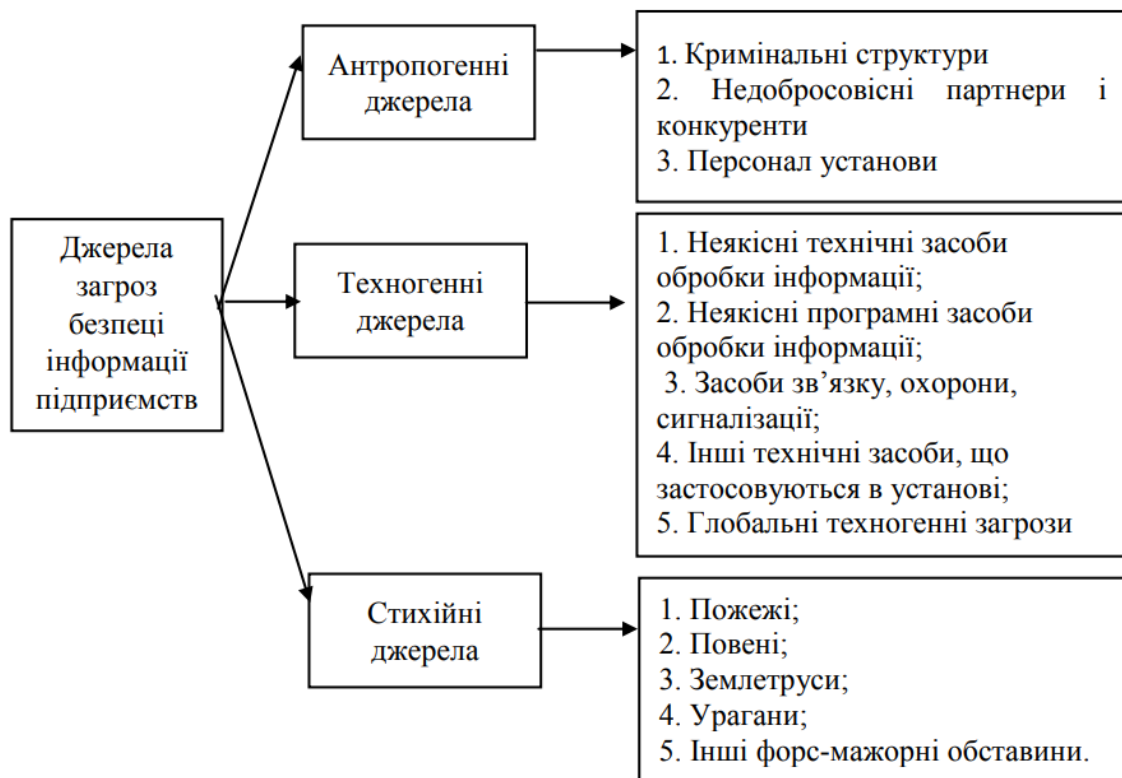 Джерела
загроз
безпеці
інформації
підприємств
Антропогенні
джерела
1. Кримінальні структури
2. Недобросовісні партнери і
конкуренти
3. Персонал установи
Техногенні
джерела
1. Неякісні технічні засоби
обробки інформації;
2. Неякісні програмні засоби
обробки інформації;
3. Засоби зв’язку, охорони,
сигналізації;
4. Інші технічні засоби, що
застосовуються в установі;
5. Глобальні техногенні загрози
Стихійні
джерела
1. Пожежі;
2. Повені;
3. Землетруси;
4. Урагани;
5. Інші форс-мажорні обставини.